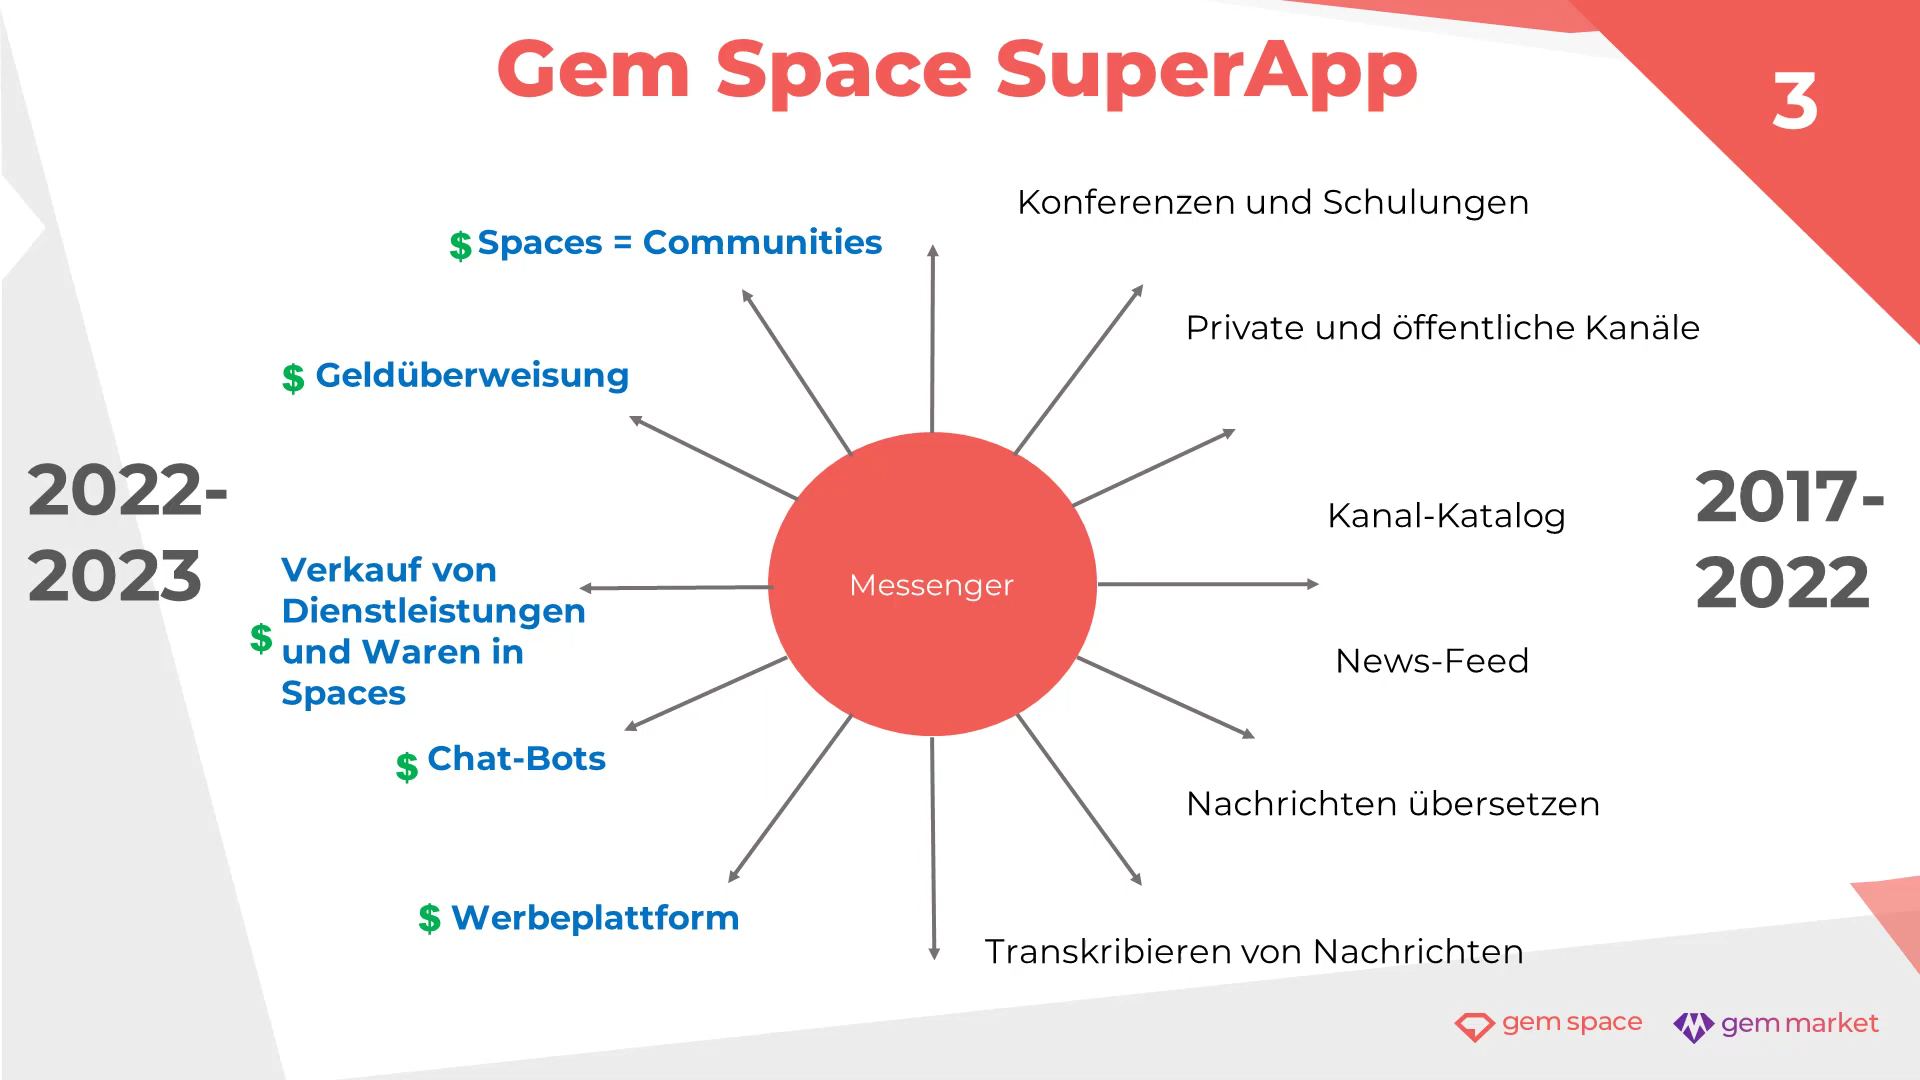 Gem Space SuperApp
3
Konferenzen und Schulungen
$ Spaces = Communities
Private und öffentliche Kanäle
$ Geldüberweisung
2022-
2023
2017-
2022
Kanal-Katalog
Verkauf von
Dienstleistungen
$ und Waren in
Spaces
Messenger
News-Feed
$ Chat-Bots
Nachrichten übersetzen
$ Werbeplattform
Transkribieren von Nachrichten
gem space
gem market